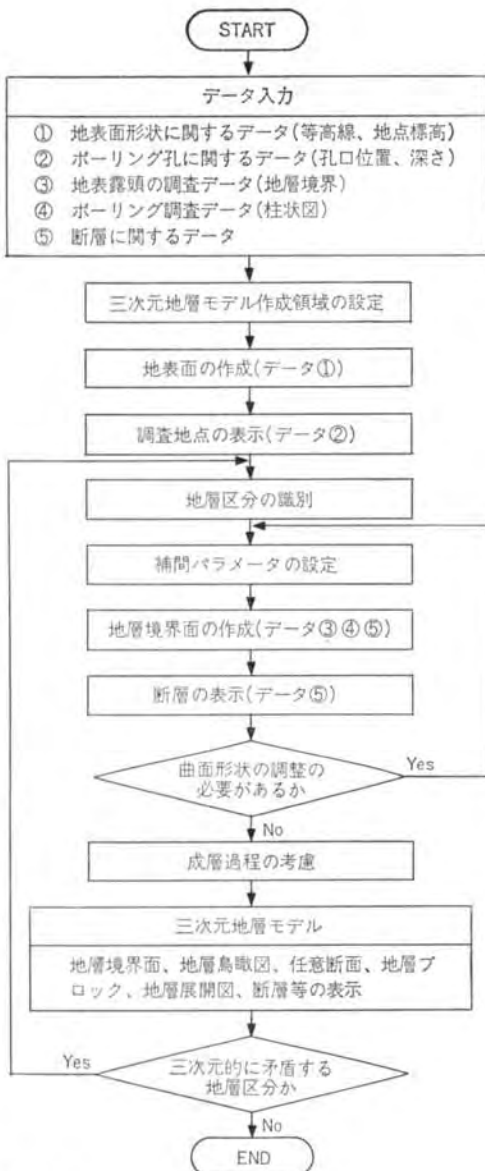 START
データ入力
① 地表面形状に関するデータ(等高線、地点標高)
② ボーリング孔に関するデータ(孔口位置、深さ)
③ 地表露頭の調査データ(地層境界)
④ ボーリング調査データ(柱状図)
⑤ 断層に関するデータ
三次元地層モデル作成領域の設定
地表面の作成(データ①)
調査地点の表示(データ②)
地層区分の識別
補間パラメータの設定
地層境界面の作成(データ③④⑤)
断層の表示(データ⑤)
曲面形状の調整の
必要があるか
Yes
No
成層過程の考慮
三次元地層モデル
地層境界面、地層鳥瞰図、任意断面、地層ブ
ロック、地層展開図、断層等の表示
Yes
三次元的に矛盾する
地層区分か
No
END